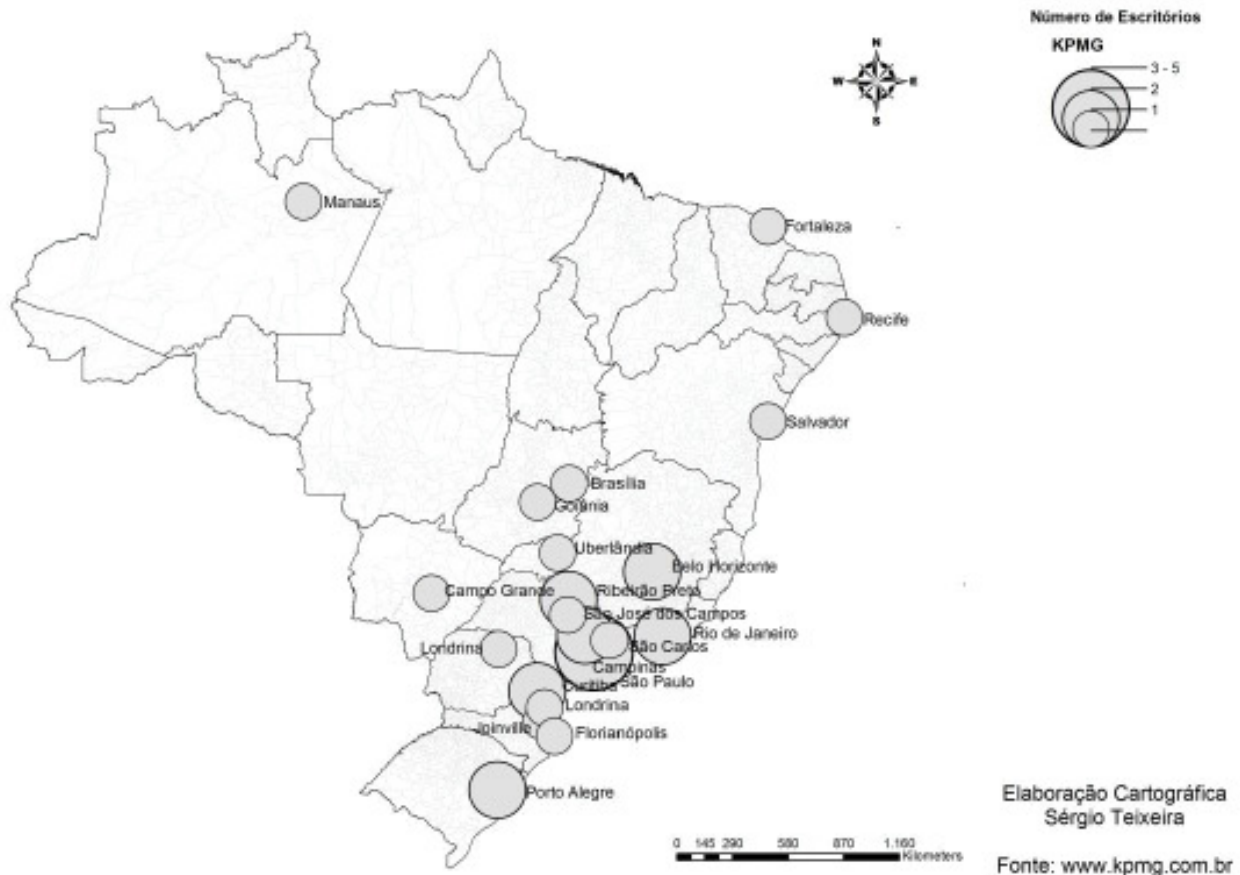 Número de Escritórios
KPMG
3 - 5
2
1
N
W
E
S
Manaus
Fortaleza
Recife
Salvador
Brasília
Goiânia
Uberlândia
Belo Horizonte
Campo Grande
Ribeirão Preto
São José dos Campos
Rio de Janeiro
Londrina
São Carlos
Campinas
São Paulo
Curitiba
Londrina
Joinville
Florianópolis
Porto Alegre
Elaboração Cartográfica
Sérgio Teixeira
0 145 290 580 870 1.160
Kilometers
Fonte: www.kpmg.com.br